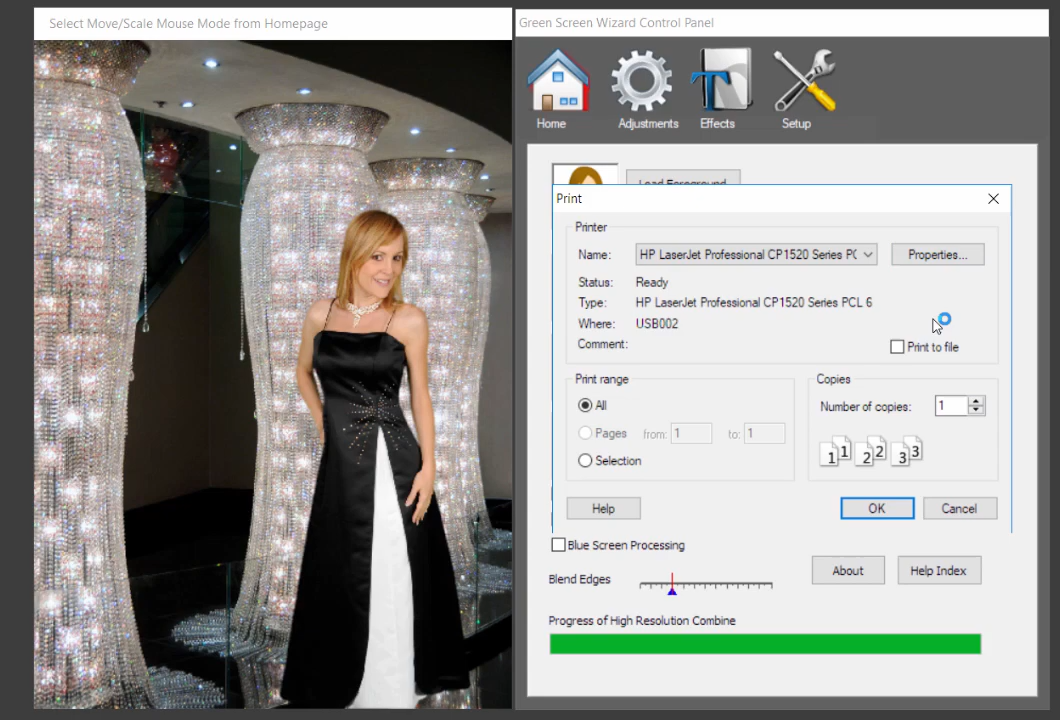 Select Move/Scale Mouse Mode from Homepage
Green Screen Wizard Control Panel
Home
Adjustments
Effects
Setup
Load Foreground
Print
Printer
Name:
HP LaserJet Professional CP1520 Series PC
Properties...
Status:
Ready
Type:
HP LaserJet Professional CP1520 Series PCL 6
Where:
USB002
Comment:
Print to file
Print range
All
Pages
from:
1
to:
1
Selection
Copies
Number of copies:
1
1 1 2 2 3 3
Help
OK
Cancel
Blue Screen Processing
Blend Edges
About
Help Index
Progress of High Resolution Combine